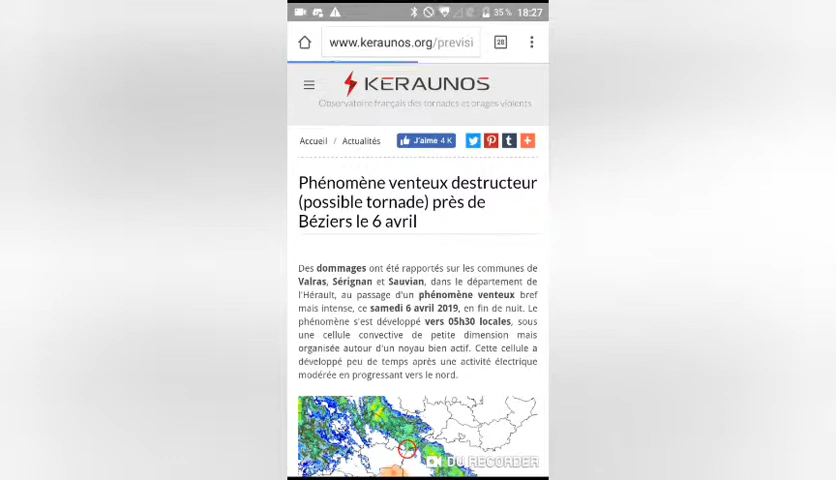 35 % 18:27
www.keraunos.org/previsi 28
KERAUNOS
Observatoire français des tornades et orages violents
Accueil / Actualités J'aime 4 K
Phénomène venteux destructeur
(possible tornade) près de
Béziers le 6 avril
Des dommages ont été rapportés sur les communes de
Valras, Sérignan et Sauvian, dans le département de
l'Hérault, au passage d'un phénomène venteux bref
mais intense, ce samedi 6 avril 2019, en fin de nuit. Le
phénomène s'est développé vers 05h30 locales, sous
une cellule convective de petite dimension mais
organisée autour d'un noyau bien actif. Cette cellule a
développé peu de temps après une activité électrique
modérée en progressant vers le nord.
DU RECORDER